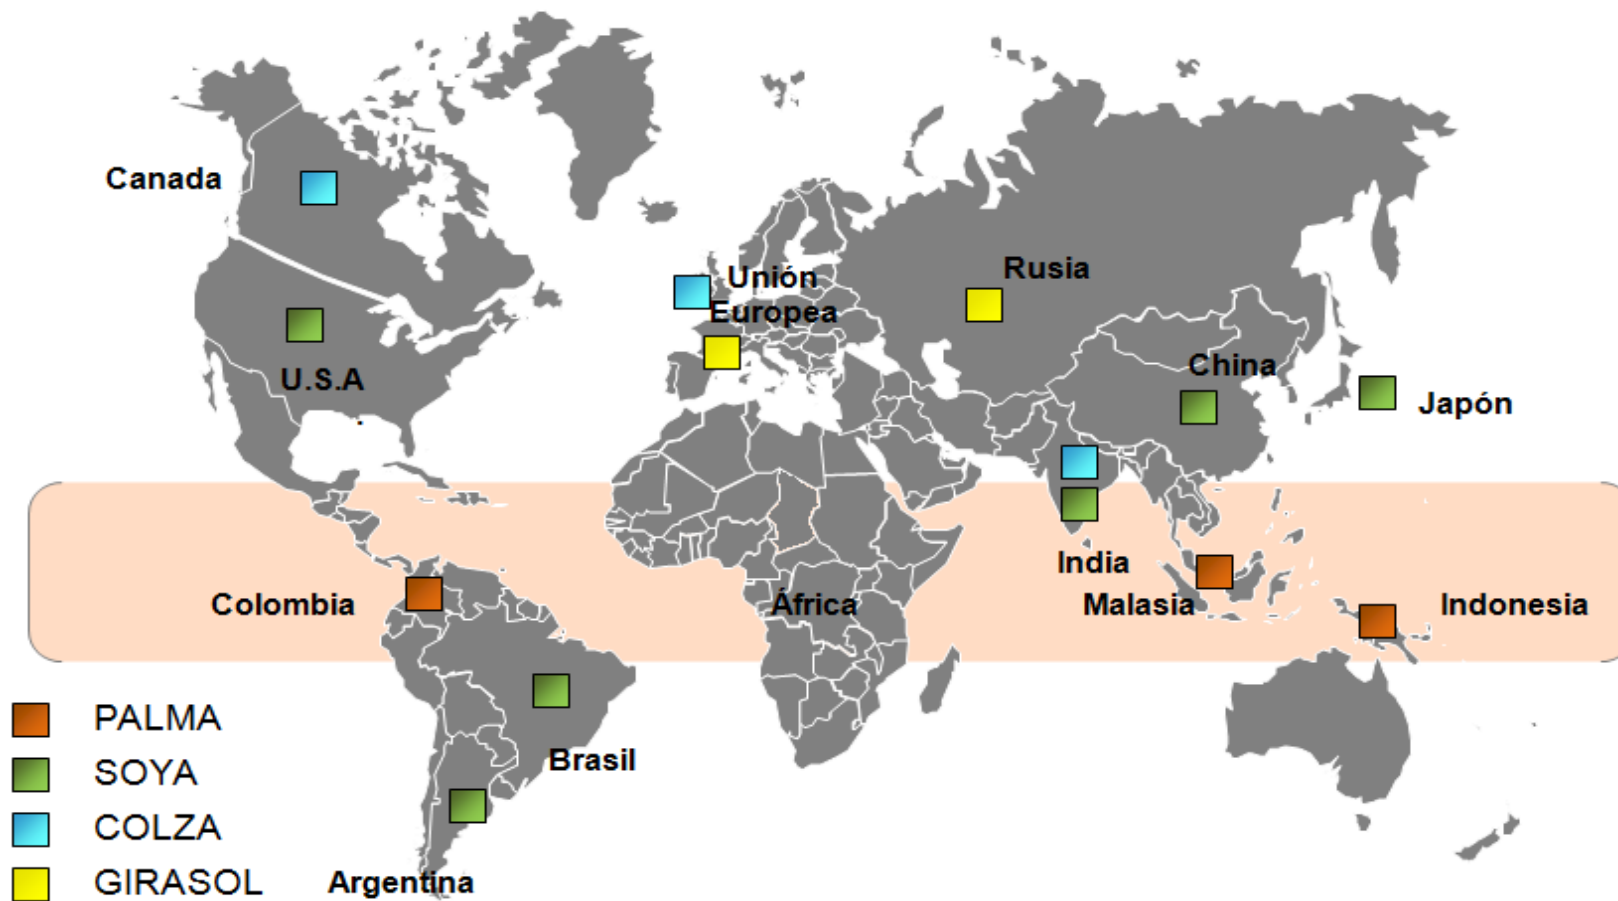 Canada
Unión
Europea
Rusia
U.S.A
.
China
Japón
India
Colombia
África
Malasia
Indonesia
Brasil
Argentina
PALMA
SOYA
COLZA
GIRASOL